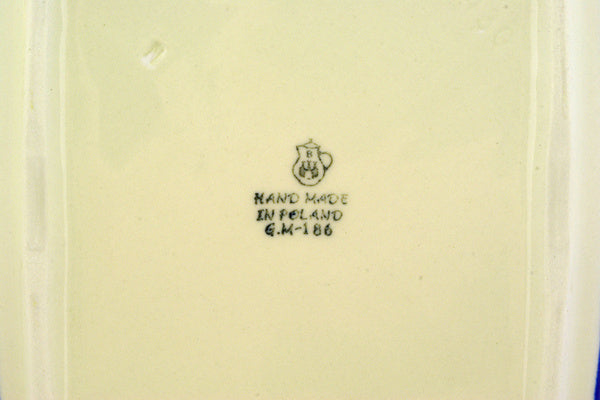 B
HAND MADE
IN POLAND
G.M-186